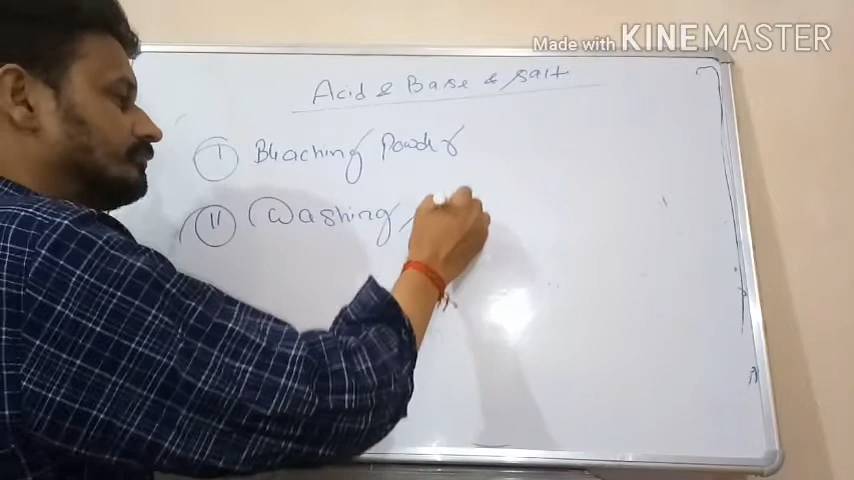 Made with KINEMASTER
Acid & Base & salt
I Bleaching Powder
II Washing